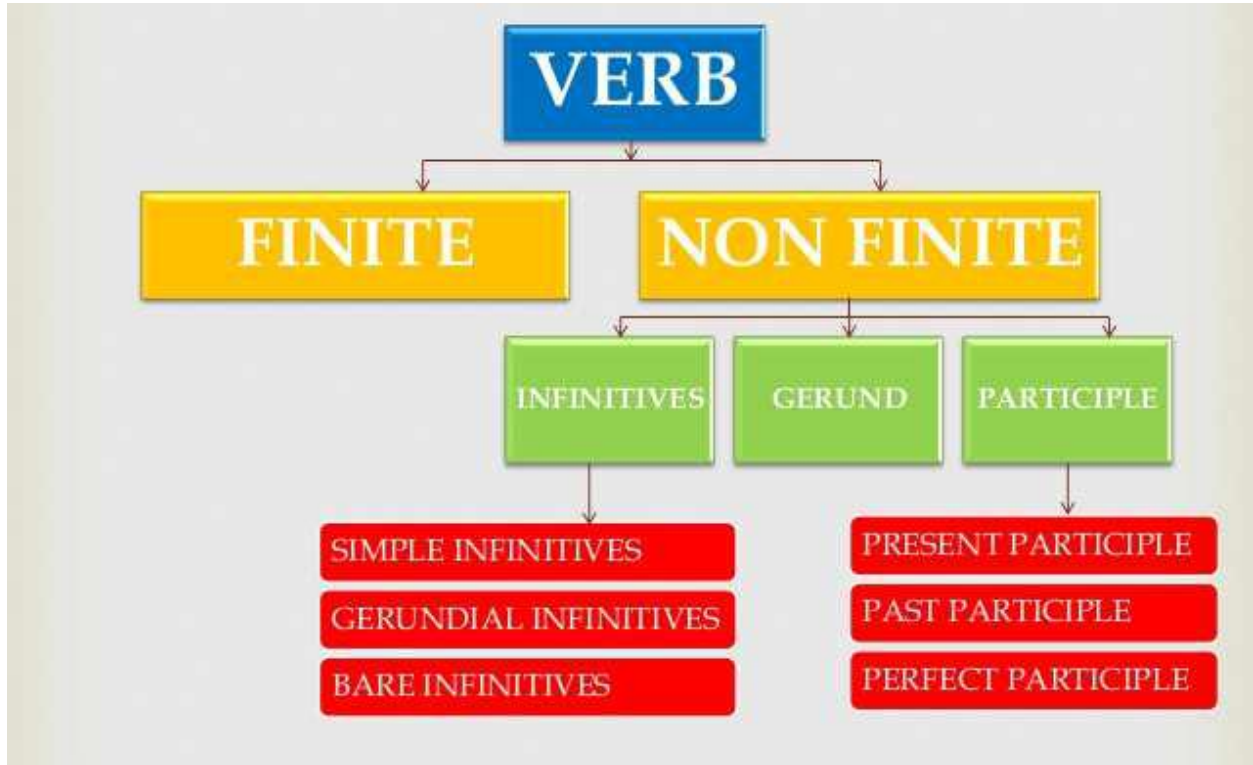 VERB
FINITE
NON FINITE
INFINITIVES
GERUND
PARTICIPLE
SIMPLE INFINITIVES
GERUNDIAL INFINITIVES
BARE INFINITIVES
PRESENT PARTICIPLE
PAST PARTICIPLE
PERFECT PARTICIPLE